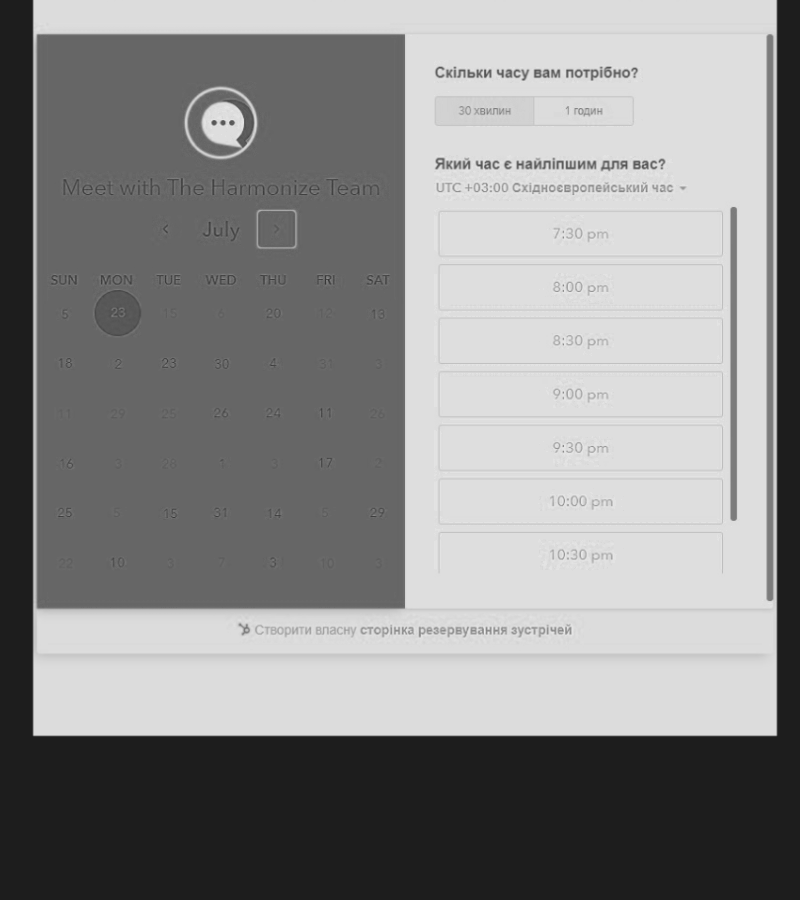 Meet with The Harmonize Team
July
SUN MON TUE WED THU FRI SAT
5 23 15 6 20 12 18
18 2 23 30 4 31 3
11 29 25 26 24 11 26
16 3 28 1 3 17 2
25 5 15 31 14 5 29
22 10 3 7 3 10 3
Скільки часу вам потрібно?
30 хвилин 1 годин
Який час є найліпшим для вас?
UTC +03:00 Східноєвропейський час
7:30 pm
8:00 pm
8:30 pm
9:00 pm
9:30 pm
10:00 pm
10:30 pm
Створити власну сторінка резервування зустрічей